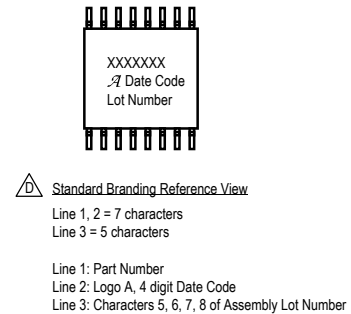 XXXXXXX
A Date Code
Lot Number
D Standard Branding Reference View
Line 1, 2 = 7 characters
Line 3 = 5 characters
Line 1: Part Number
Line 2: Logo A, 4 digit Date Code
Line 3: Characters 5, 6, 7, 8 of Assembly Lot Number